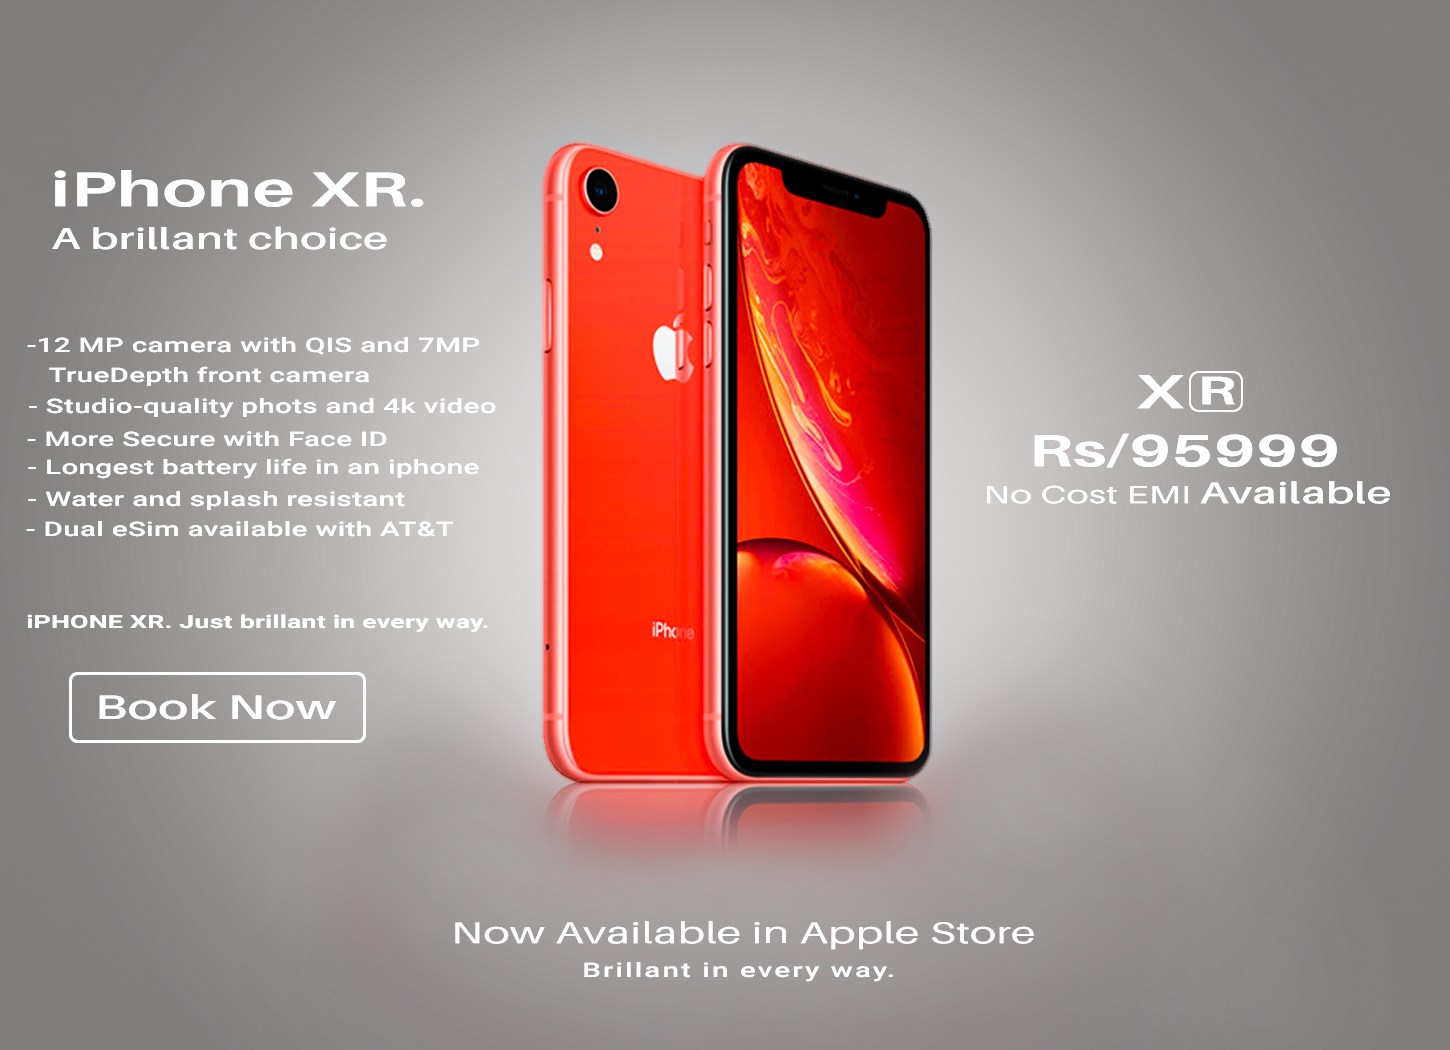 iPhone XR.
A brillant choice
-12 MP camera with QIS and 7MP
TrueDepth front camera
- Studio-quality phots and 4k video
- More Secure with Face ID
- Longest battery life in an iphone
- Water and splash resistant
- Dual eSim available with AT&T
iPHONE XR. Just brillant in every way.
Book Now
iPhone
XR
Rs/95999
No Cost EMI Available
Now Available in Apple Store
Brillant in every way.